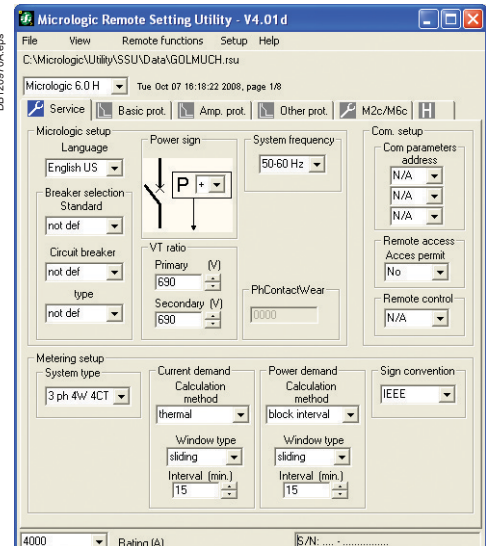 Micrologic Remote Setting Utility - V4.01d
File View Remote functions Setup Help
C:\Micrologic\Utility\SSU\Data\GOLMUCH.rsu
Micrologic 6.0 H Tue Oct 07 16:18:22 2008, page 1/8
Service Basic prot. Amp. prot. Other prot. M2c/M6c H
Micrologic setup
Language
English US
Breaker selection
Standard
not def
Circuit breaker
not def
type
not def
Power sign
P +
VT ratio
Primary (V)
690
Secondary (V)
690
System frequency
50-60 Hz
PhContactWear
0000
Com. setup
Com parameters
address
N/A
N/A
N/A
Remote access
Acces permit
No
Remote control
N/A
Metering setup
System type
3 ph 4W 4CT
Current demand
Calculation
method
thermal
Window type
sliding
Interval (min.)
15
Power demand
Calculation
method
block interval
Window type
sliding
Interval (min.)
15
Sign convention
IEEE
4000 Rating (A) S/N: .... - ................